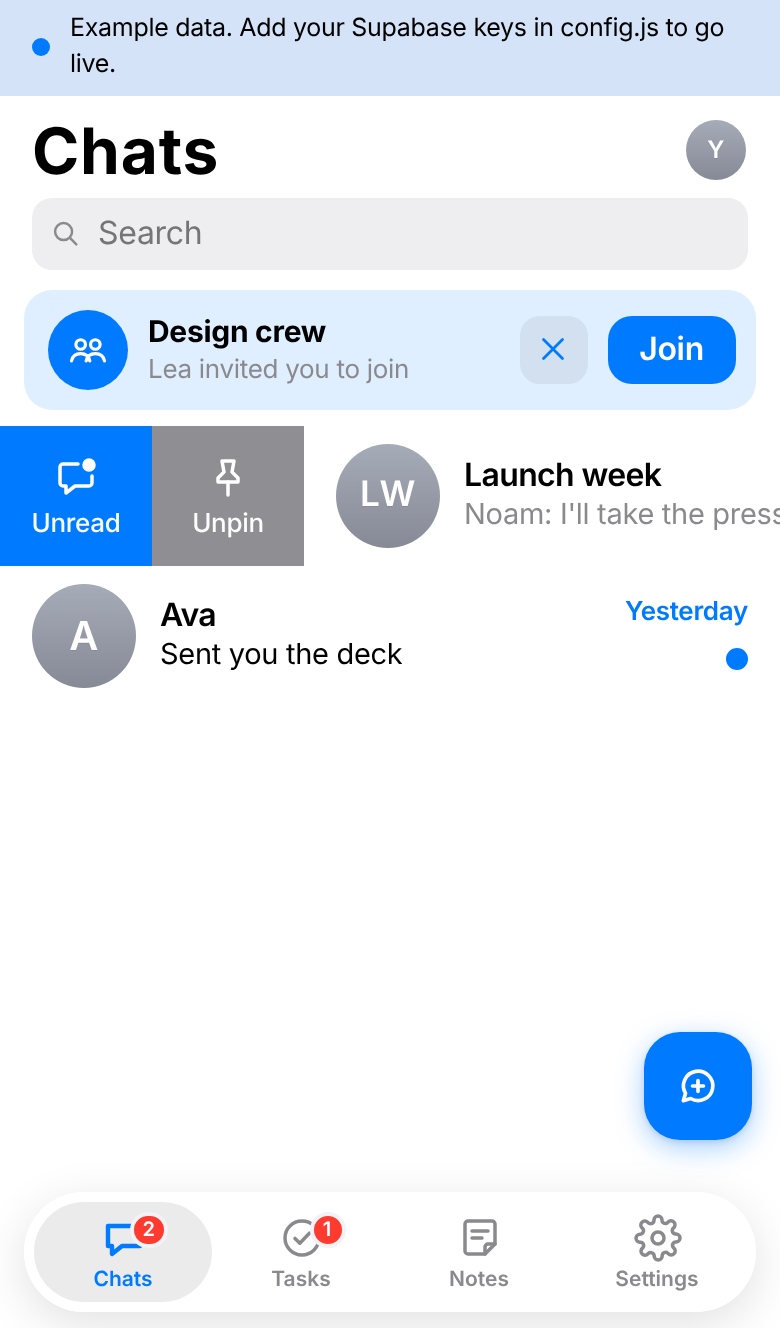 Example data. Add your Supabase keys in config.js to go
live.
Chats
Y
Search
Design crew
Lea invited you to join
Join
Unread
Unpin
LW
Launch week
Noam: I'll take the press
A
Ava
Yesterday
Sent you the deck
2
Chats
1
Tasks
Notes
Settings